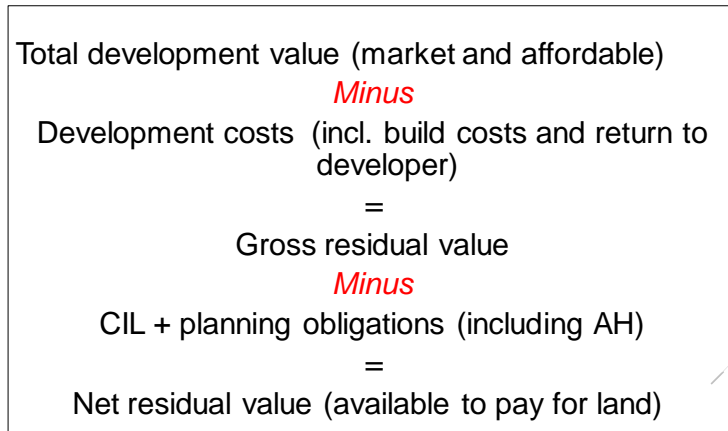 Total development value (market and affordable)
Minus
Development costs (incl. build costs and return to
developer)
=
Gross residual value
Minus
CIL + planning obligations (including AH)
=
Net residual value (available to pay for land)